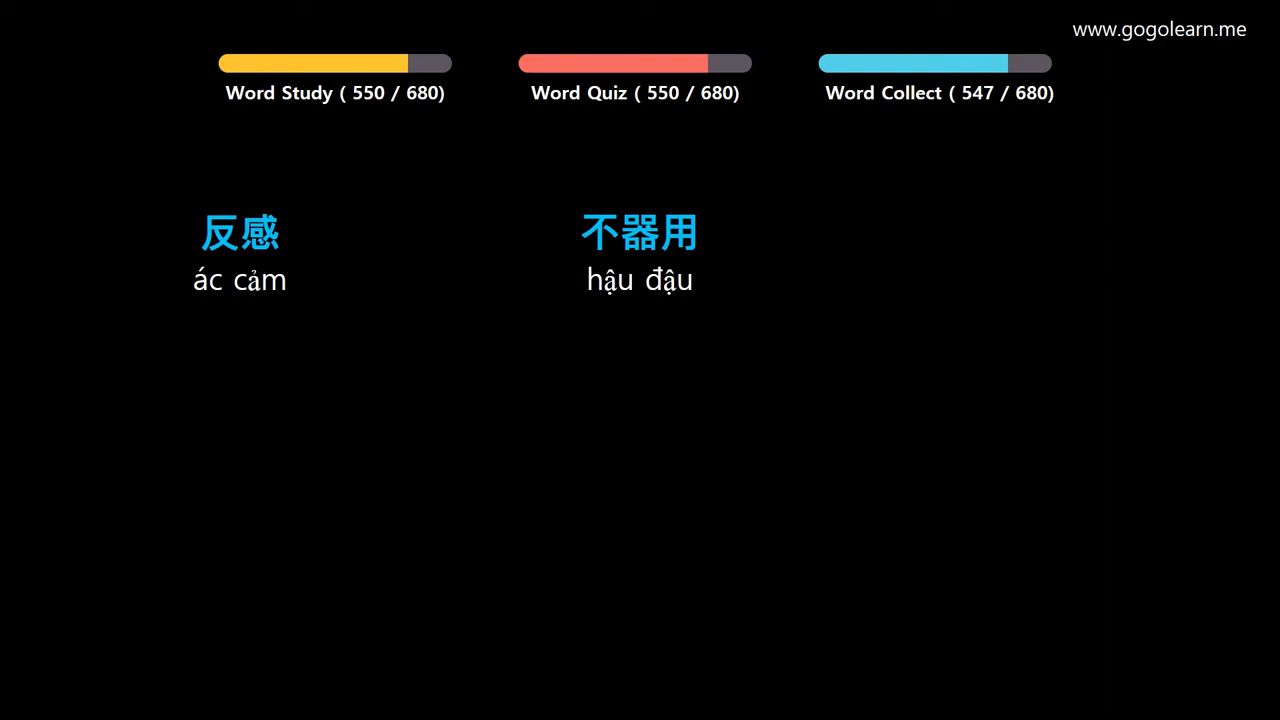 www.gogolearn.me
Word Study ( 550 / 680)
Word Quiz ( 550 / 680)
Word Collect ( 547 / 680)
反感
ác cảm
不器用
hậu đậu